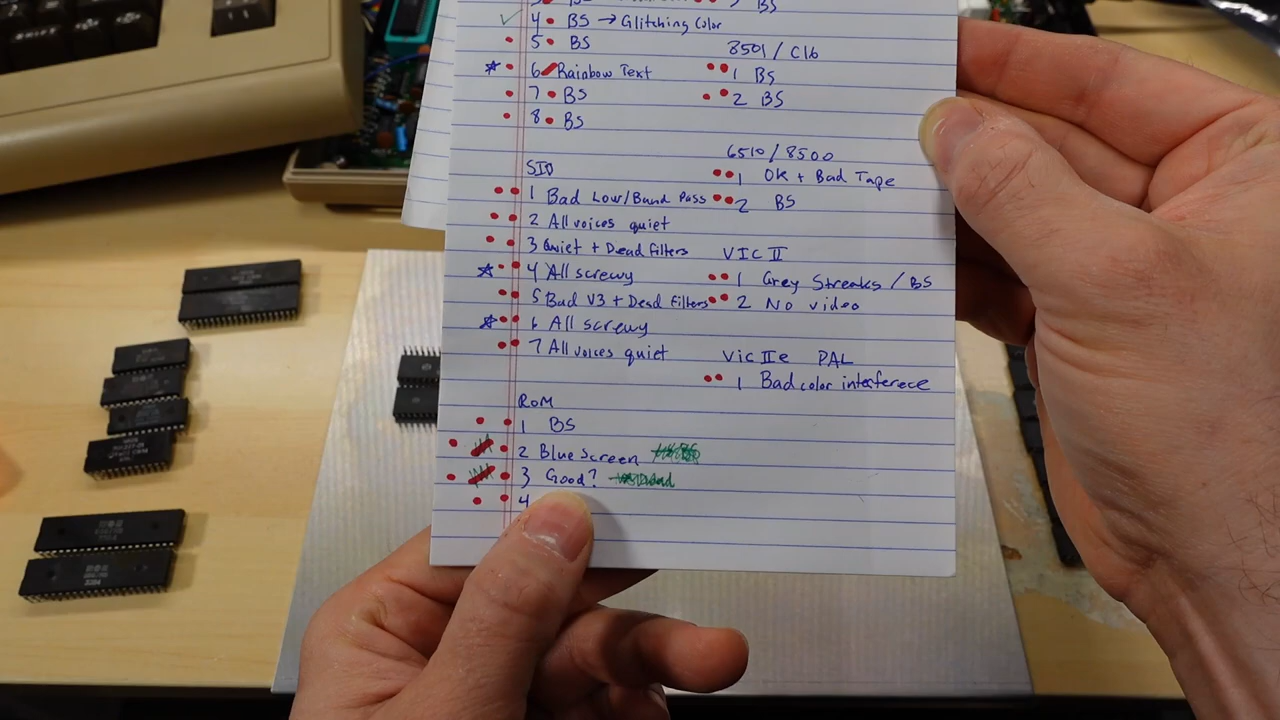 BS
4 BS → Glitching Color
5 BS
6 Rainbow Text
7 BS
8 BS
SID
1 Bad Low/Band Pass
2 All voices quiet
3 Quiet + Dead filters
4 All screwy
5 Bad V3 + Dead Filters
6 All screwy
7 All voices quiet
ROM
1 BS
2 Blue Screen
3 Good?
4
8501/C16
1 BS
2 BS
6510/8500
1 OK + Bad Tape
2 BS
VIC II
1 Grey Streaks / BS
2 No video
Vic IIe PAL
1 Bad color interferece
SHIFT